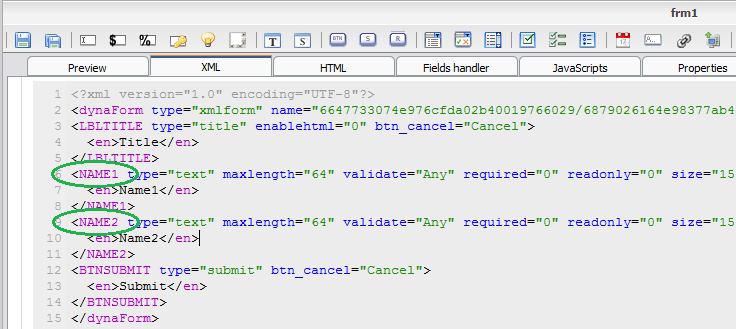 frm1
$ % T S BTN S R 12 A
Preview XML HTML Fields handler JavaScripts Properties
1 <?xml version="1.0" encoding="UTF-8"?>
2 <dynaForm type="xmlform" name="6647733074e976cfda02b40019766029/6879026164e98377ab4
3 <LBLTITLE type="title" enablehtml="0" btn_cancel="Cancel">
4 <en>Title</en>
5 </LBLTITLE>
6 <NAME1 type="text" maxlength="64" validate="Any" required="0" readonly="0" size="15
7 <en>Name1</en>
8 </NAME1>
9 <NAME2 type="text" maxlength="64" validate="Any" required="0" readonly="0" size="15
10 <en>Name2</en>
11 </NAME2>
12 <BTNSUBMIT type="submit" btn_cancel="Cancel">
13 <en>Submit</en>
14 </BTNSUBMIT>
15 </dynaForm>